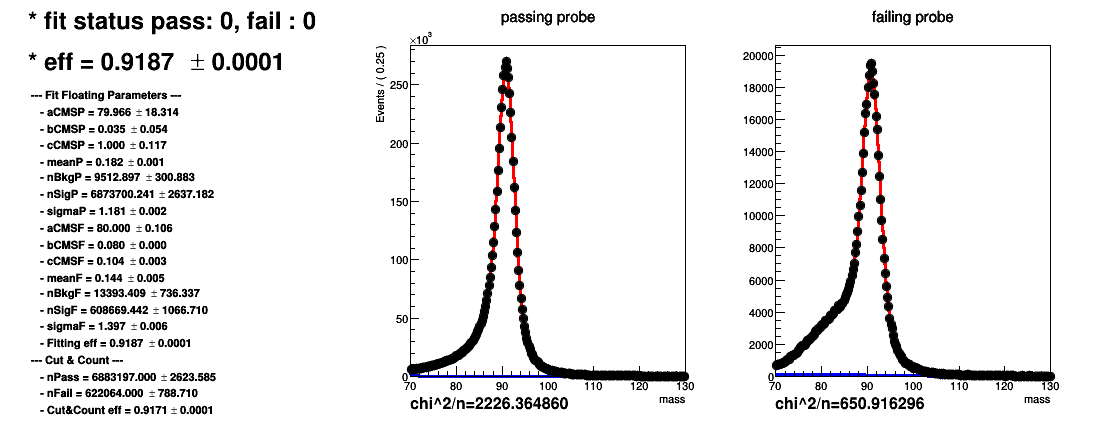 * fit status pass: 0, fail : 0
* eff = 0.9187 ± 0.0001
--- Fit Floating Parameters ---
- aCMSP = 79.966 ± 18.314
- bCMSP = 0.035 ± 0.054
- cCMSP = 1.000 ± 0.117
- meanP = 0.182 ± 0.001
- nBkgP = 9512.897 ± 300.883
- nSigP = 6873700.241 ± 2637.182
- sigmaP = 1.181 ± 0.002
- aCMSF = 80.000 ± 0.106
- bCMSF = 0.080 ± 0.000
- cCMSF = 0.104 ± 0.003
- meanF = 0.144 ± 0.005
- nBkgF = 13393.409 ± 736.337
- nSigF = 608669.442 ± 1066.710
- sigmaF = 1.397 ± 0.006
- Fitting eff = 0.9187 ± 0.0001
--- Cut & Count ---
- nPass = 6883197.000 ± 2623.585
- nFail = 622064.000 ± 788.710
- Cut&Count eff = 0.9171 ± 0.0001
passing probe
×10³
Events / ( 0.25 )
250
200
150
100
50
0
70 80 90 100 110 120 130
mass
chi^2/n=2226.364860
failing probe
20000
18000
16000
14000
12000
10000
8000
6000
4000
2000
0
70 80 90 100 110 120 130
mass
chi^2/n=650.916296